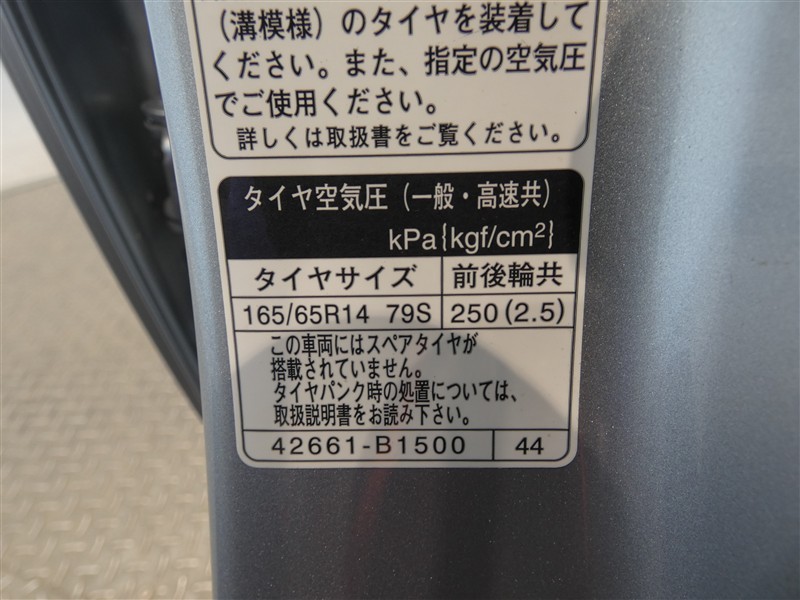 （溝模様）のタイヤを装着して
ください。また、指定の空気圧
でご使用ください。
詳しくは取扱書をご覧ください。
タイヤ空気圧（一般・高速共）
kPa{kgf/cm²}
タイヤサイズ 前後輪共
165/65R14 79S 250(2.5)
この車両にはスペアタイヤが
搭載されていません。
タイヤパンク時の処置については、
取扱説明書をお読み下さい。
42661-B1500 44